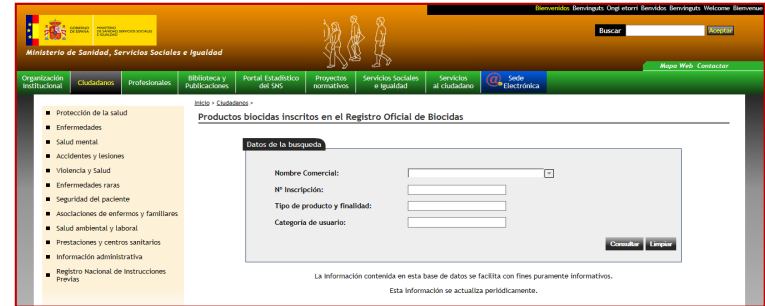 Bienvenidos Benvinguts Ongi etorri Benvidos Benvinguts Welcome Bienvenue
GOBIERNO DE ESPAÑA
MINISTERIO DE SANIDAD, SERVICIOS SOCIALES E IGUALDAD
Buscar
Aceptar
Ministerio de Sanidad, Servicios Sociales e Igualdad
Mapa Web Contactar
Organización Institucional
Ciudadanos
Profesionales
Biblioteca y Publicaciones
Portal Estadístico del SNS
Proyectos normativos
Servicios Sociales e Igualdad
Servicios al ciudadano
@ Sede Electrónica
Protección de la salud
Enfermedades
Salud mental
Accidentes y lesiones
Violencia y Salud
Enfermedades raras
Seguridad del paciente
Asociaciones de enfermos y familiares
Salud ambiental y laboral
Prestaciones y centros sanitarios
Información administrativa
Registro Nacional de Instrucciones Previas
Inicio > Ciudadanos >
Productos biocidas inscritos en el Registro Oficial de Biocidas
Datos de la busqueda
Nombre Comercial:
Nº Inscripción:
Tipo de producto y finalidad:
Categoría de usuario:
Consultar Limpiar
La información contenida en esta base de datos se facilita con fines puramente informativos.
Esta información se actualiza periódicamente.